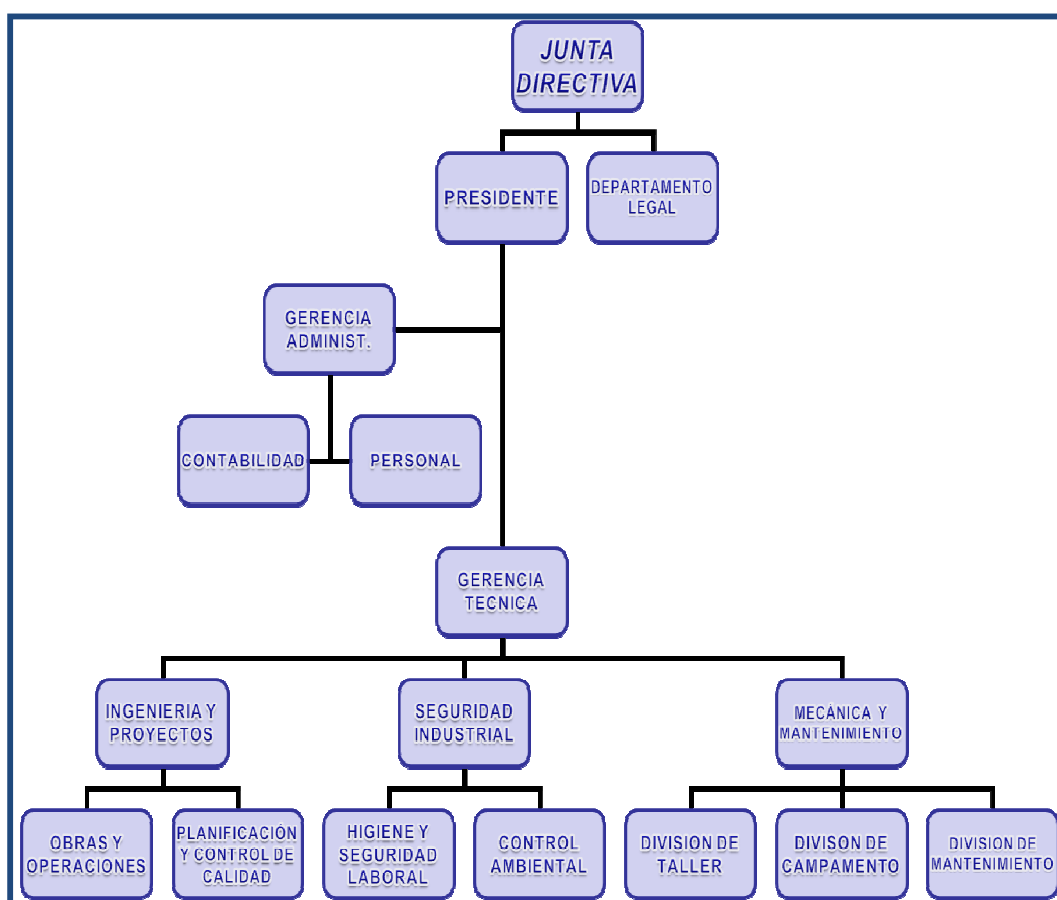 JUNTA
DIRECTIVA
PRESIDENTE
DEPARTAMENTO
LEGAL
GERENCIA
ADMINIST.
CONTABILIDAD
PERSONAL
GERENCIA
TECNICA
INGENIERIA Y
PROYECTOS
SEGURIDAD
INDUSTRIAL
MECÁNICA Y
MANTENIMIENTO
OBRAS Y
OPERACIONES
PLANIFICACIÓN
Y CONTROL DE
CALIDAD
HIGIENE Y
SEGURIDAD
LABORAL
CONTROL
AMBIENTAL
DIVISION DE
TALLER
DIVISON DE
CAMPAMENTO
DIVISION DE
MANTENIMIENTO